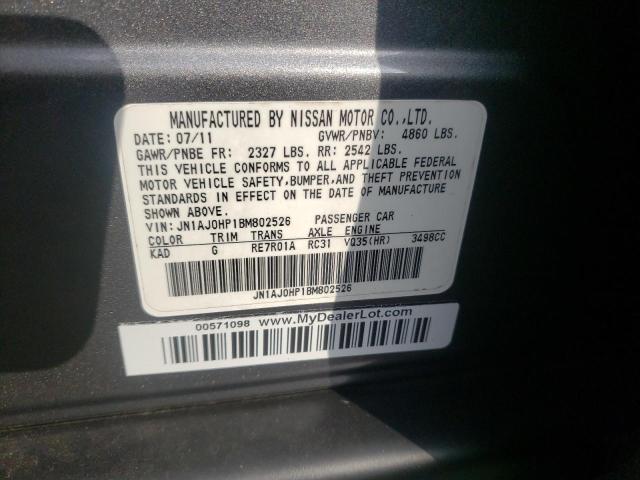 MANUFACTURED BY NISSAN MOTOR CO.,LTD.
DATE: 07/11 GVWR/PNBV: 4860 LBS.
GAWR/PNBE FR: 2327 LBS. RR: 2542 LBS.
THIS VEHICLE CONFORMS TO ALL APPLICABLE FEDERAL
MOTOR VEHICLE SAFETY,BUMPER,AND THEFT PREVENTION
STANDARDS IN EFFECT ON THE DATE OF MANUFACTURE
SHOWN ABOVE.
VIN: JN1AJ0HP1BM802526 PASSENGER CAR
COLOR TRIM TRANS AXLE ENGINE
KAD G RE7R01A RC31 VQ35(HR) 3498CC
JN1AJ0HP1BM802526
00571098 www.MyDealerLot.com